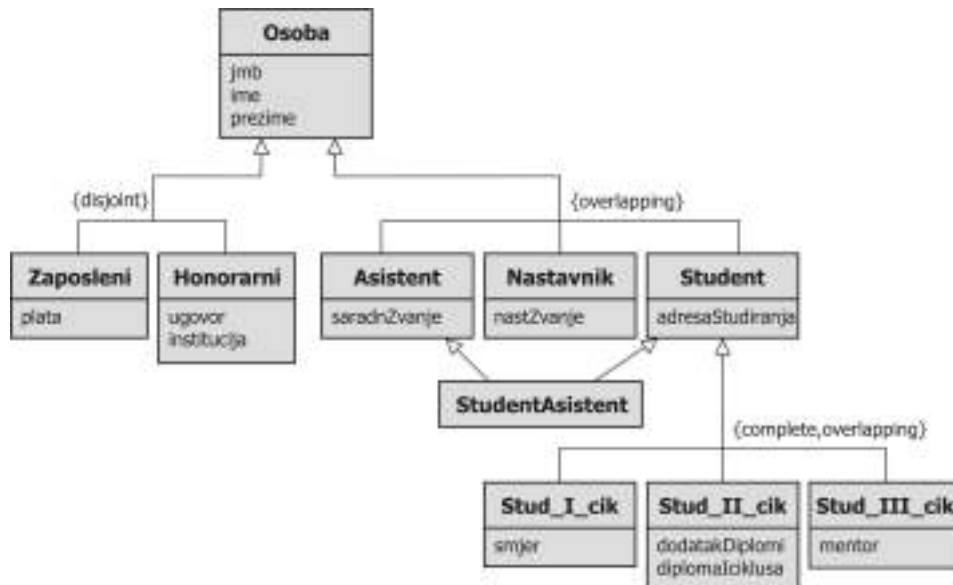 Osoba
jmb
ime
prezime
{disjoint}
{overlapping}
Zaposleni
plata
Honorarni
ugovor
institucija
Asistent
saradnZvanje
Nastavnik
nastZvanje
Student
adresaStudiranja
StudentAsistent
{complete,overlapping}
Stud_I_cik
smjer
Stud_II_cik
dodatakDiplomi
diplomaIciklusa
Stud_III_cik
mentor